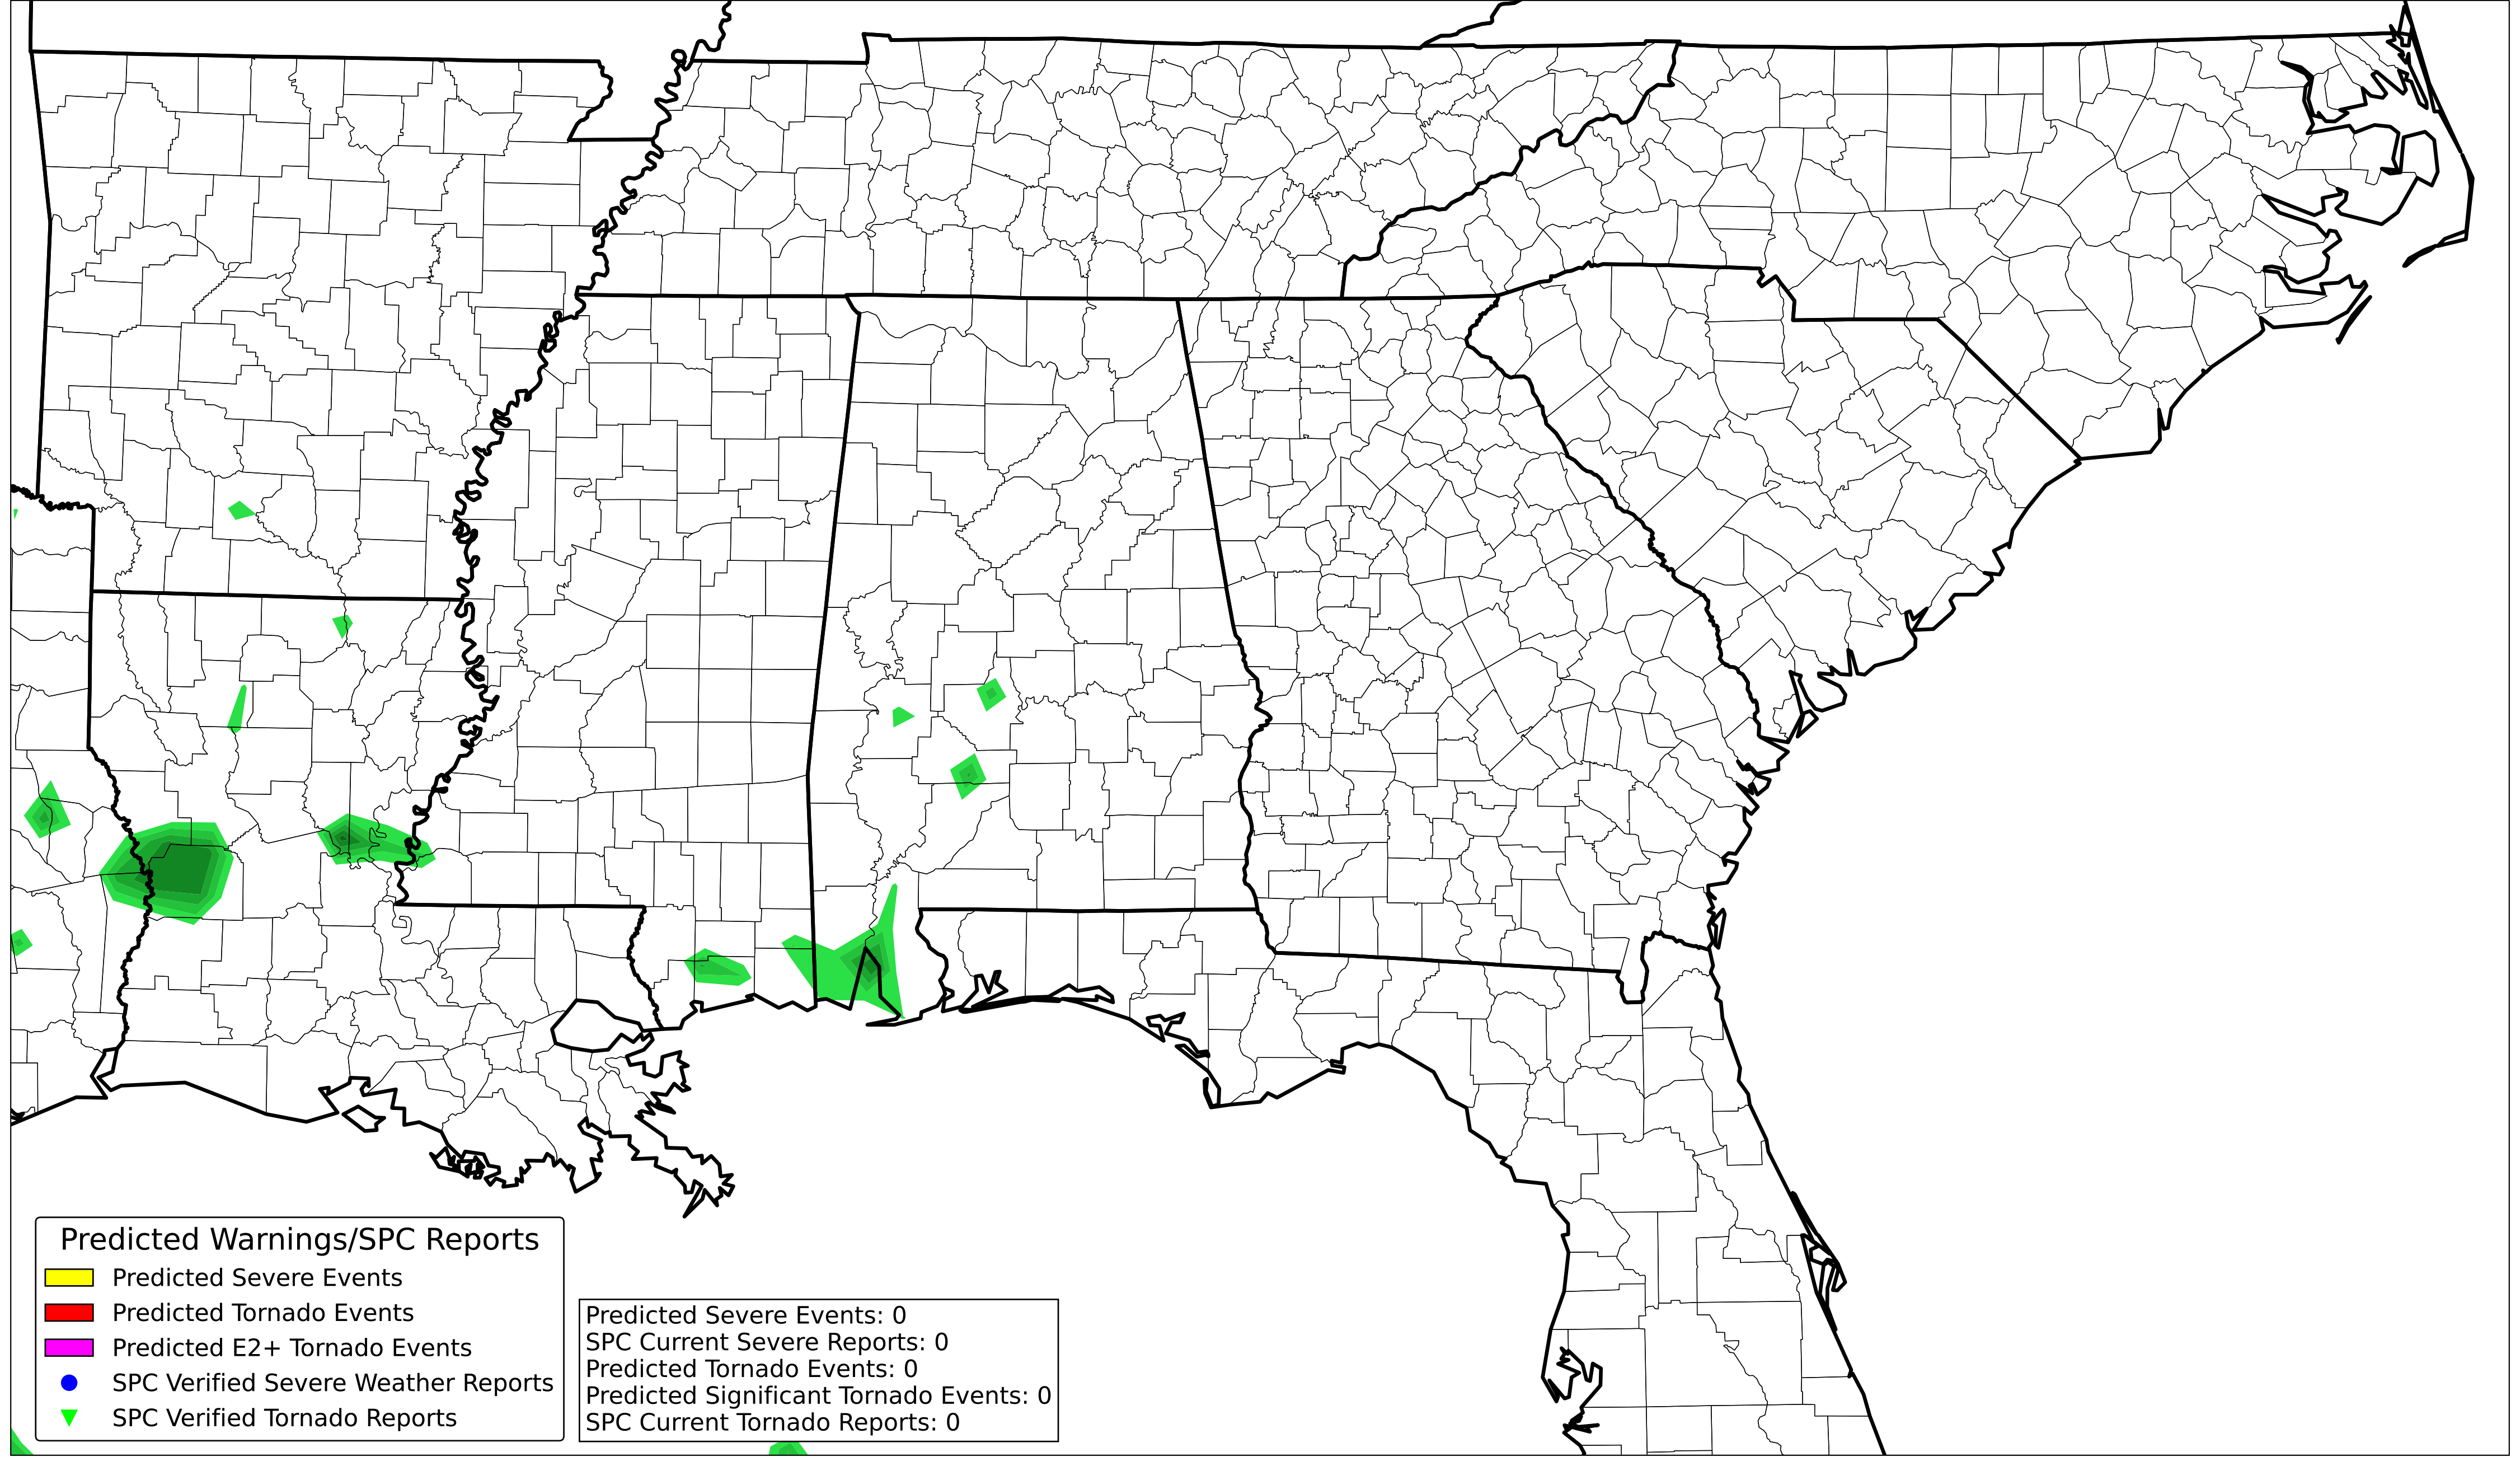 Predicted Warnings/SPC Reports
Predicted Severe Events
Predicted Tornado Events
Predicted E2+ Tornado Events
SPC Verified Severe Weather Reports
SPC Verified Tornado Reports
Predicted Severe Events: 0
SPC Current Severe Reports: 0
Predicted Tornado Events: 0
Predicted Significant Tornado Events: 0
SPC Current Tornado Reports: 0